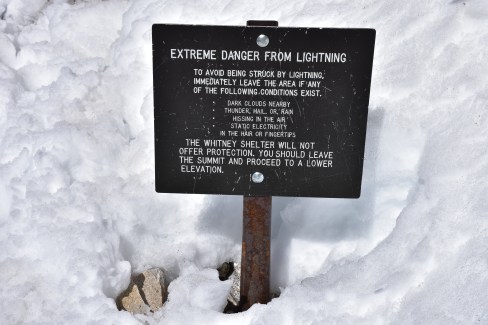 EXTREME DANGER FROM LIGHTNING
TO AVOID BEING STRUCK BY LIGHTNING,
IMMEDIATELY LEAVE THE AREA IF ANY
OF THE FOLLOWING CONDITIONS EXIST.
· DARK CLOUDS NEARBY
· THUNDER, HAIL, OR, RAIN
· HISSING IN THE AIR
· STATIC ELECTRICITY
IN THE HAIR OR FINGERTIPS
THE WHITNEY SHELTER WILL NOT
OFFER PROTECTION. YOU SHOULD LEAVE
THE SUMMIT AND PROCEED TO A LOWER
ELEVATION.